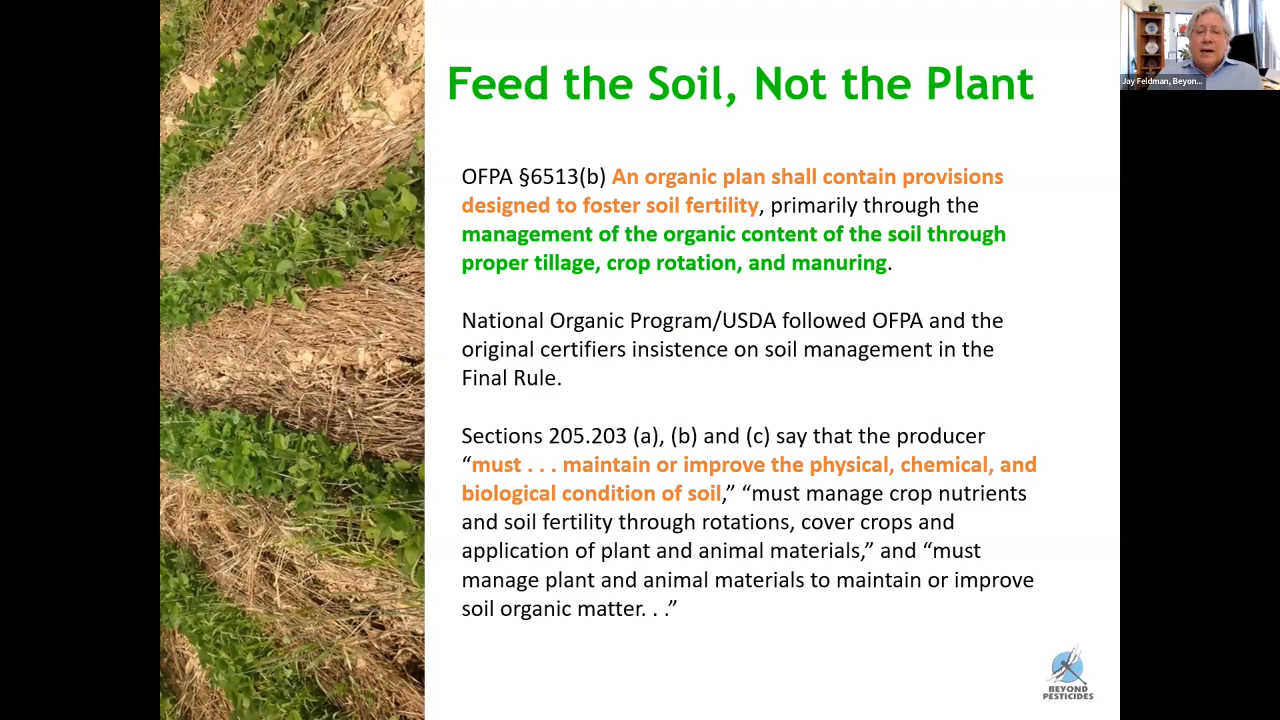 Feed the Soil, Not the Plant
Jay Feldman, Beyon...
OFPA §6513(b) An organic plan shall contain provisions
designed to foster soil fertility, primarily through the
management of the organic content of the soil through
proper tillage, crop rotation, and manuring.
National Organic Program/USDA followed OFPA and the
original certifiers insistence on soil management in the
Final Rule.
Sections 205.203 (a), (b) and (c) say that the producer
“must . . . maintain or improve the physical, chemical, and
biological condition of soil,” “must manage crop nutrients
and soil fertility through rotations, cover crops and
application of plant and animal materials,” and “must
manage plant and animal materials to maintain or improve
soil organic matter. . .”
BEYOND
PESTICIDES